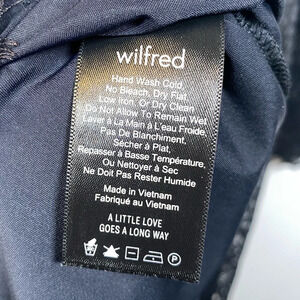 wilfred
Hand Wash Cold
No Bleach, Dry Flat
Low Iron, Or Dry Clean
Do Not Allow To Remain Wet
Laver À La Main À L'eau Froide,
Pas De Blanchiment,
Sécher à Plat,
Repasser à Basse Température,
Ou Nettoyer à Sec
Ne Doit Pas Rester Humide
Made in Vietnam
Fabriqué au Vietnam
A LITTLE LOVE
GOES A LONG WAY